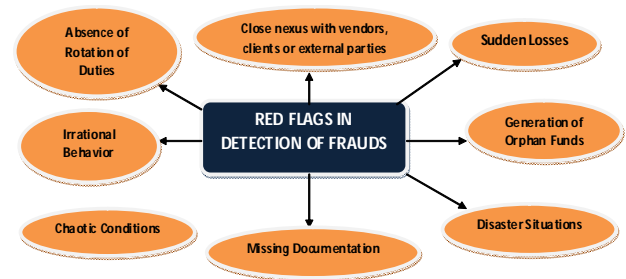 Absence of
Rotation of
Duties
Close nexus with vendors,
clients or external parties
Sudden Losses
RED FLAGS IN
DETECTION OF FRAUDS
Irrational
Behavior
Generation of
Orphan Funds
Chaotic Conditions
Missing Documentation
Disaster Situations